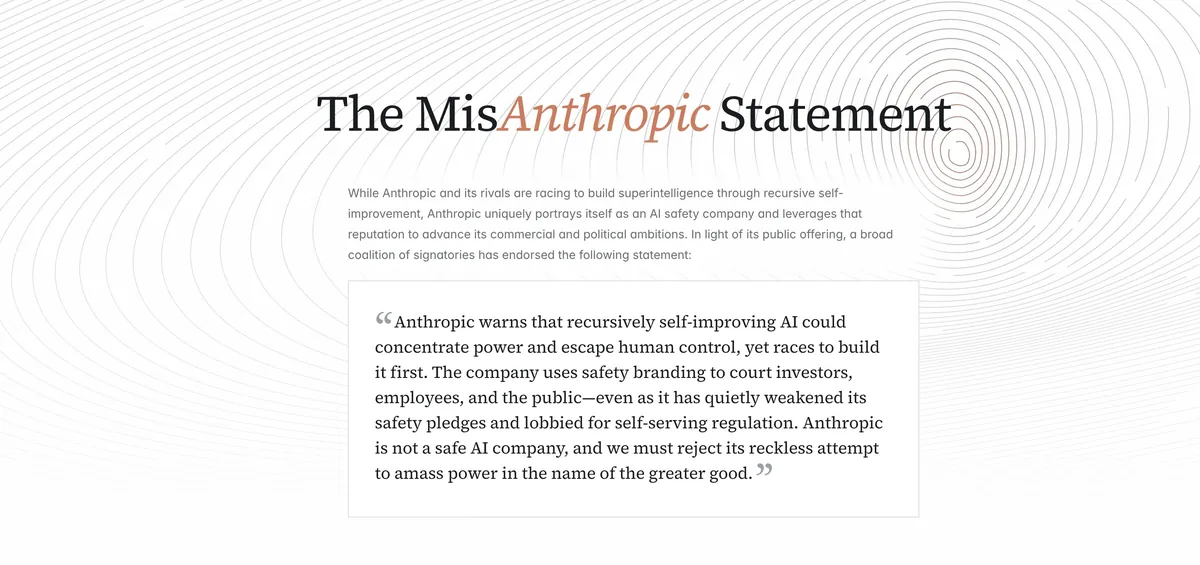 The MisAnthropic Statement
While Anthropic and its rivals are racing to build superintelligence through recursive self-
improvement, Anthropic uniquely portrays itself as an AI safety company and leverages that
reputation to advance its commercial and political ambitions. In light of its public offering, a broad
coalition of signatories has endorsed the following statement:
“Anthropic warns that recursively self-improving AI could
concentrate power and escape human control, yet races to build
it first. The company uses safety branding to court investors,
employees, and the public—even as it has quietly weakened its
safety pledges and lobbied for self-serving regulation. Anthropic
is not a safe AI company, and we must reject its reckless attempt
to amass power in the name of the greater good.”